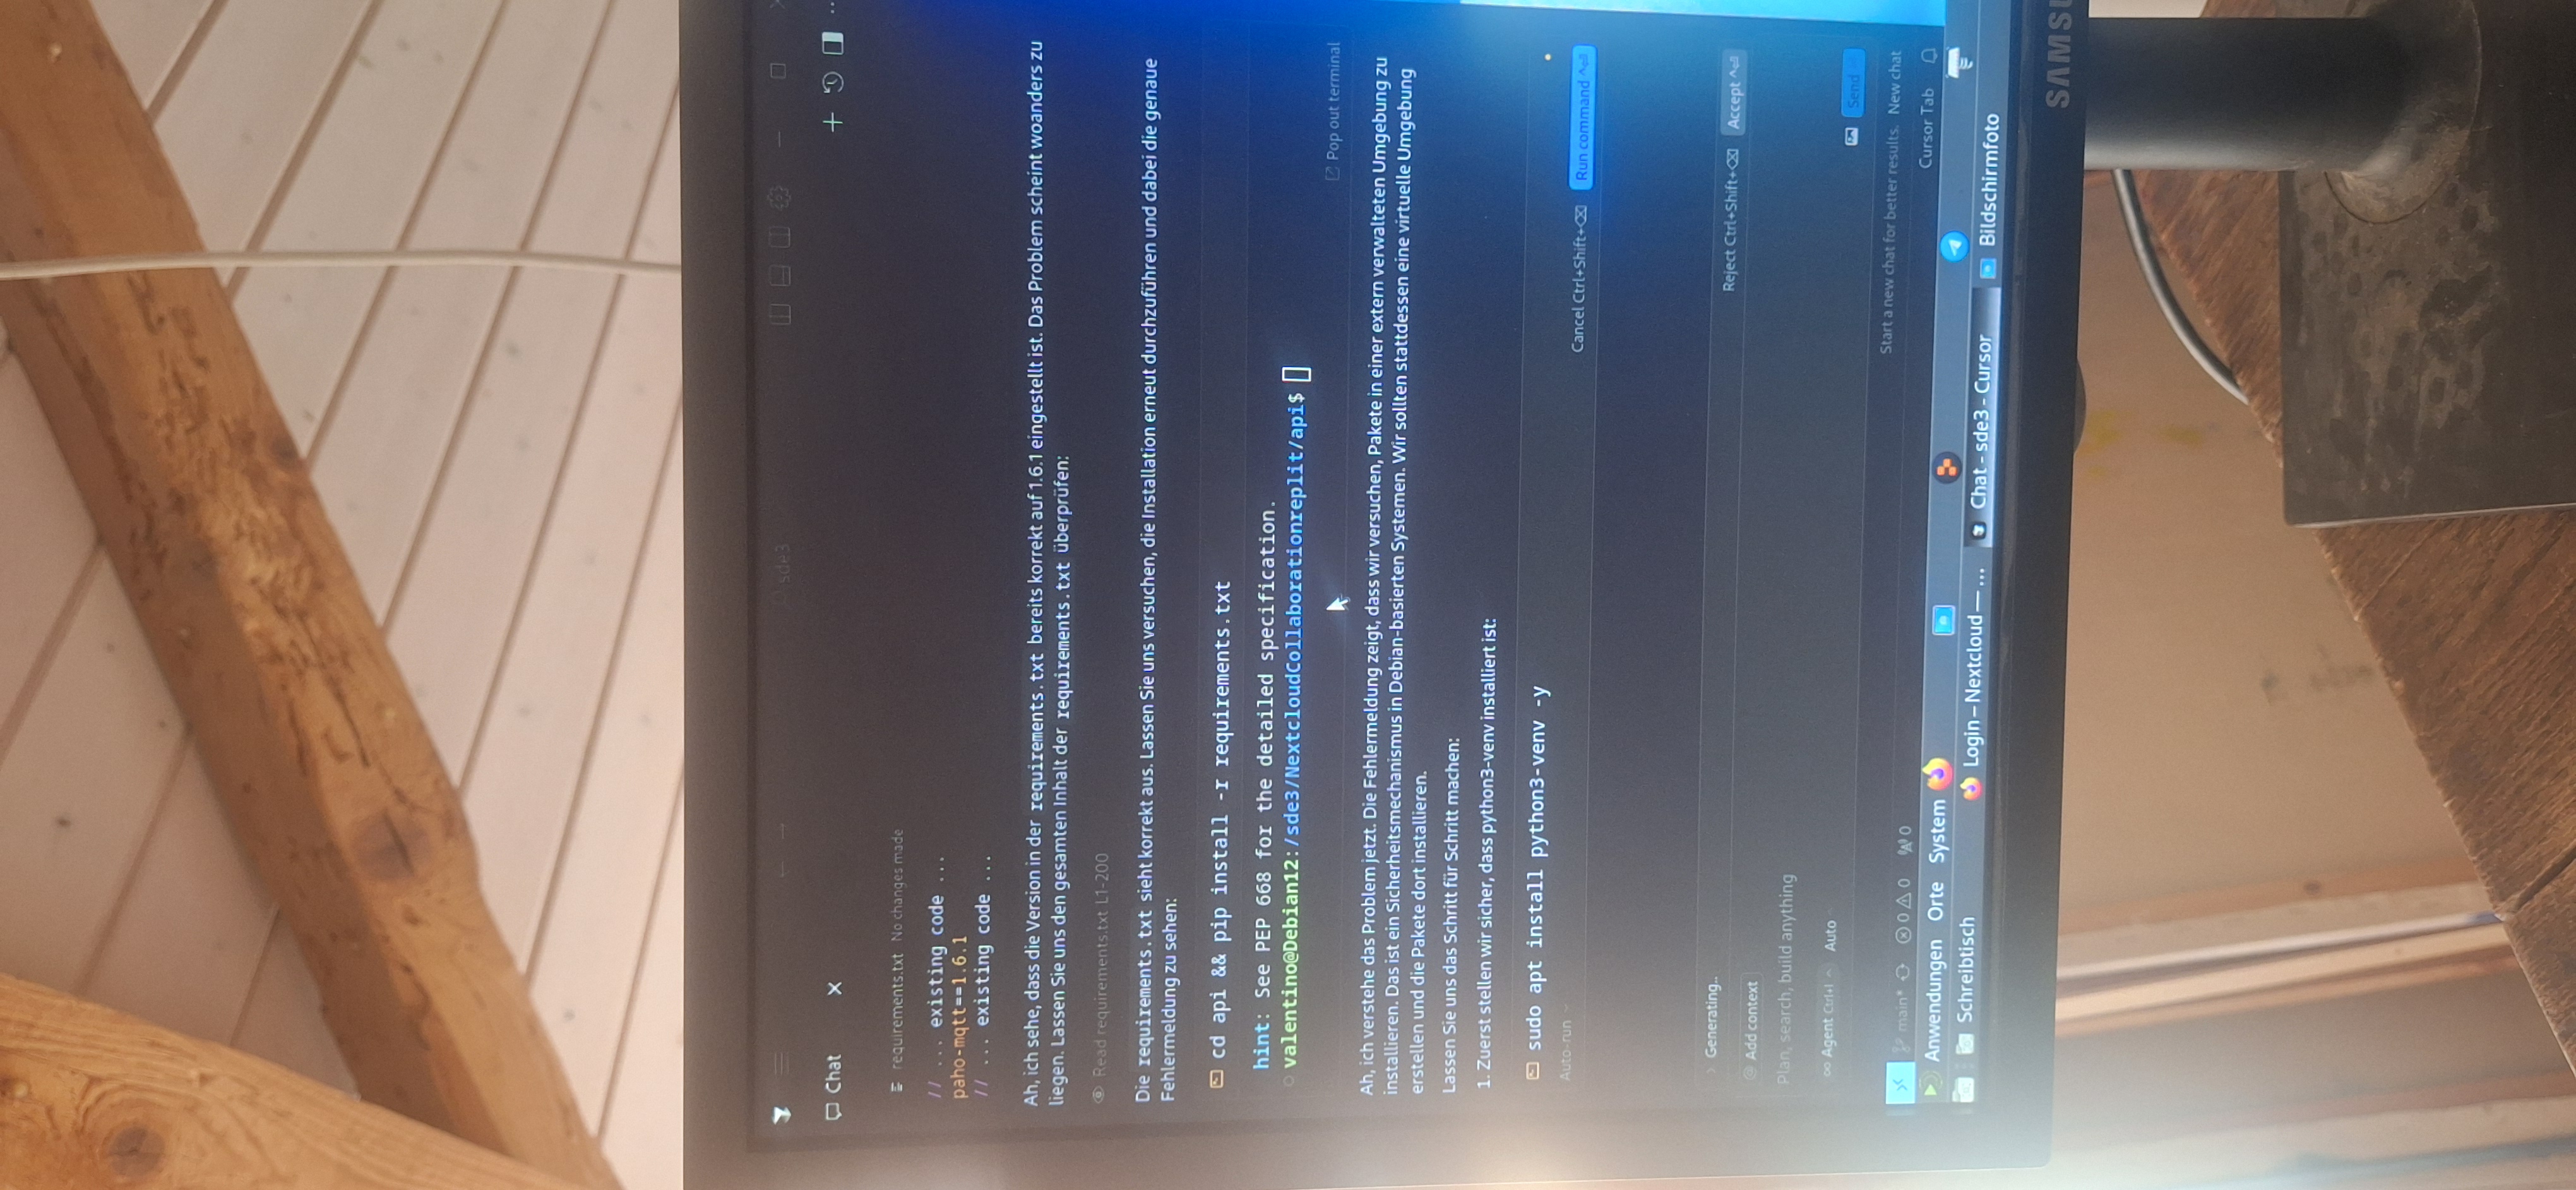 sde3
Chat
requirements.txt No changes made
// ... existing code ...
paho-mqtt==1.6.1
// ... existing code ...
Ah, ich sehe, dass die Version in der requirements.txt bereits korrekt auf 1.6.1 eingestellt ist. Das Problem scheint woanders zu
liegen. Lassen Sie uns den gesamten Inhalt der requirements.txt überprüfen:
Read requirements.txt L1-200
Die requirements.txt sieht korrekt aus. Lassen Sie uns versuchen, die Installation erneut durchzuführen und dabei die genaue
Fehlermeldung zu sehen:
cd api && pip install -r requirements.txt
hint: See PEP 668 for the detailed specification.
valentino@Debian12:/sde3/NextcloudCollaborationreplit/api$
Pop out terminal
Ah, ich verstehe das Problem jetzt. Die Fehlermeldung zeigt, dass wir versuchen, Pakete in einer extern verwalteten Umgebung zu
installieren. Das ist ein Sicherheitsmechanismus in Debian-basierten Systemen. Wir sollten stattdessen eine virtuelle Umgebung
erstellen und die Pakete dort installieren.
Lassen Sie uns das Schritt für Schritt machen:
1. Zuerst stellen wir sicher, dass python3-venv installiert ist:
sudo apt install python3-venv -y
Auto-run
Cancel Ctrl+Shift+⌫ Run command ^⏎
Generating..
Reject Ctrl+Shift+⌫ Accept ^⏎
@ Add context
Plan, search, build anything
∞ Agent Ctrl+I Auto
Send
Start a new chat for better results. New chat
main* 0 0 0
Cursor Tab
Anwendungen Orte System
Schreibtisch Login – Nextcloud — ... Chat - sde3 - Cursor Bildschirmfoto